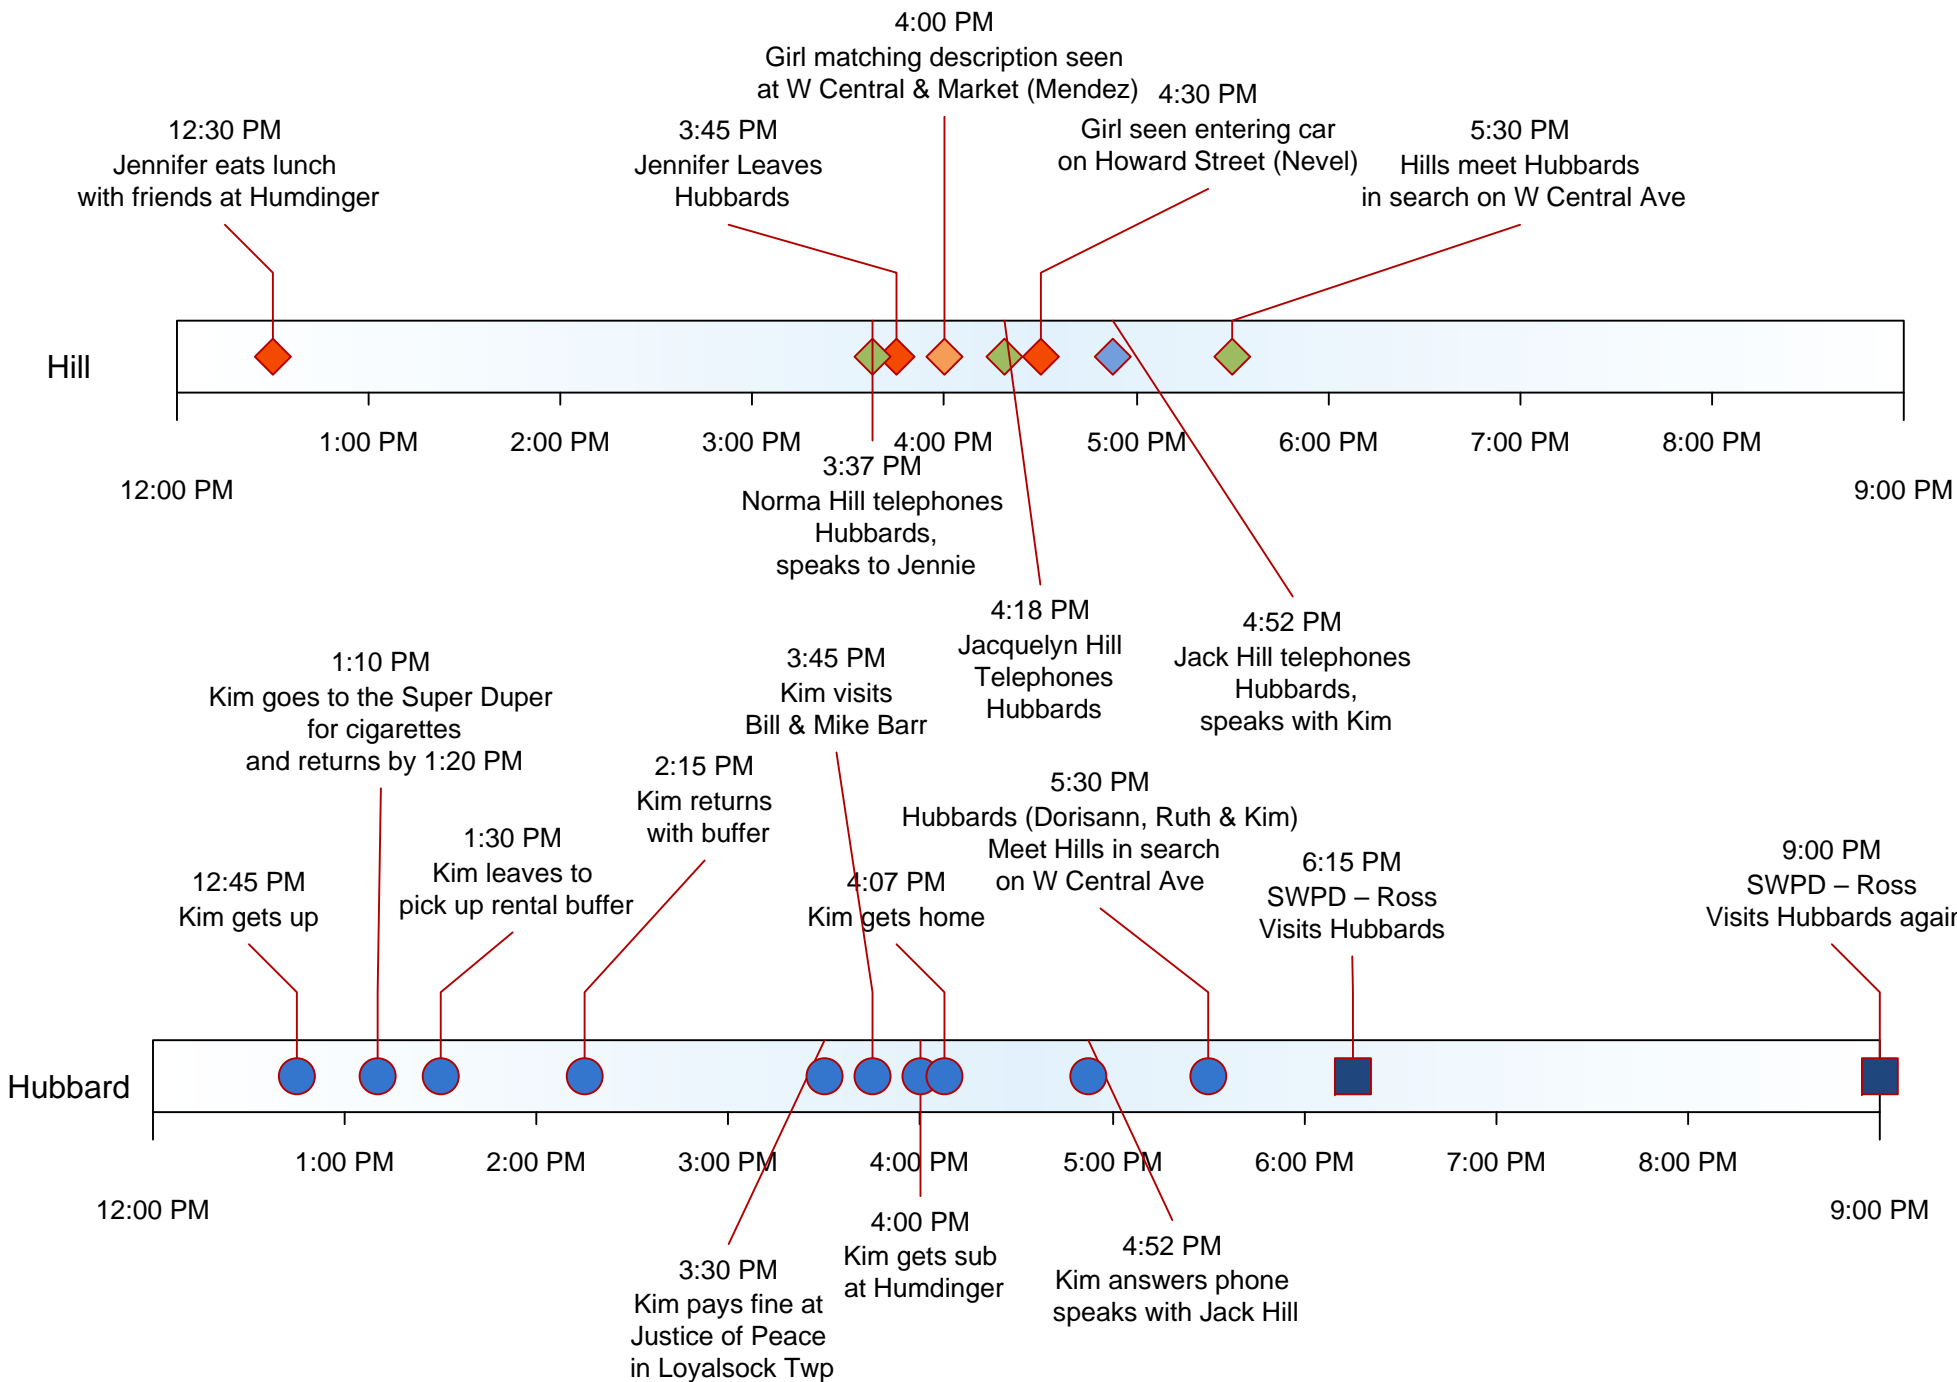 4:00 PM
Girl matching description seen
at W Central & Market (Mendez)
12:30 PM
Jennifer eats lunch
with friends at Humdinger
3:45 PM
Jennifer Leaves
Hubbards
4:30 PM
Girl seen entering car
on Howard Street (Nevel)
5:30 PM
Hills meet Hubbards
in search on W Central Ave
Hill
1:00 PM
2:00 PM
3:00 PM
4:00 PM
5:00 PM
6:00 PM
7:00 PM
8:00 PM
12:00 PM
9:00 PM
3:37 PM
Norma Hill telephones
Hubbards,
speaks to Jennie
4:18 PM
Jacquelyn Hill
Telephones
Hubbards
4:52 PM
Jack Hill telephones
Hubbards,
speaks with Kim
1:10 PM
Kim goes to the Super Duper
for cigarettes
and returns by 1:20 PM
3:45 PM
Kim visits
Bill & Mike Barr
2:15 PM
Kim returns
with buffer
5:30 PM
Hubbards (Dorisann, Ruth & Kim)
Meet Hills in search
on W Central Ave
12:45 PM
Kim gets up
1:30 PM
Kim leaves to
pick up rental buffer
4:07 PM
Kim gets home
6:15 PM
SWPD – Ross
Visits Hubbards
9:00 PM
SWPD – Ross
Visits Hubbards again
Hubbard
1:00 PM
2:00 PM
3:00 PM
4:00 PM
5:00 PM
6:00 PM
7:00 PM
8:00 PM
12:00 PM
9:00 PM
3:30 PM
Kim pays fine at
Justice of Peace
in Loyalsock Twp
4:00 PM
Kim gets sub
at Humdinger
4:52 PM
Kim answers phone
speaks with Jack Hill